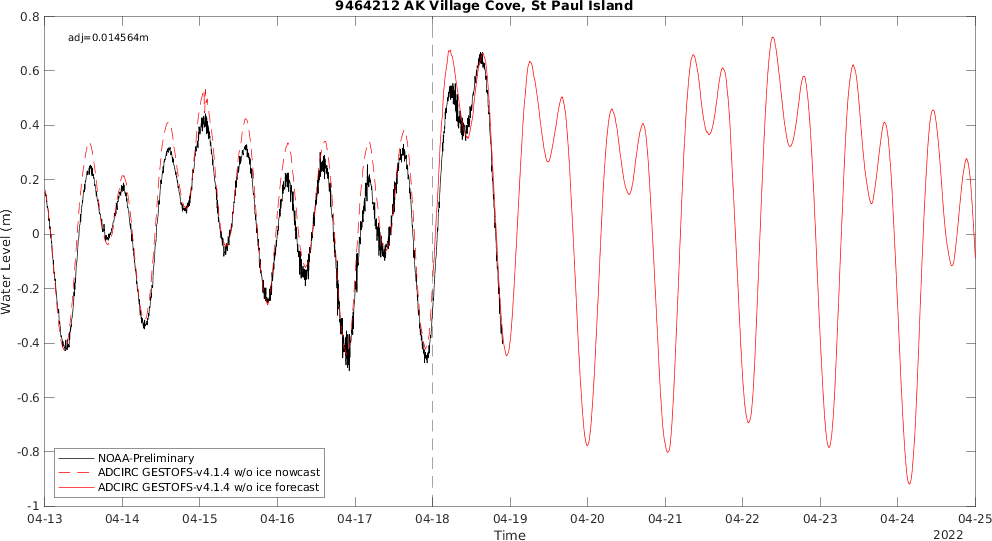 9464212 AK Village Cove, St Paul Island
adj=0.014564m
0.8
0.6
0.4
0.2
0
-0.2
-0.4
-0.6
-0.8
-1
Water Level (m)
NOAA-Preliminary
ADCIRC GESTOFS-v4.1.4 w/o ice nowcast
ADCIRC GESTOFS-v4.1.4 w/o ice forecast
04-13 04-14 04-15 04-16 04-17 04-18 04-19 04-20 04-21 04-22 04-23 04-24 04-25
Time
2022